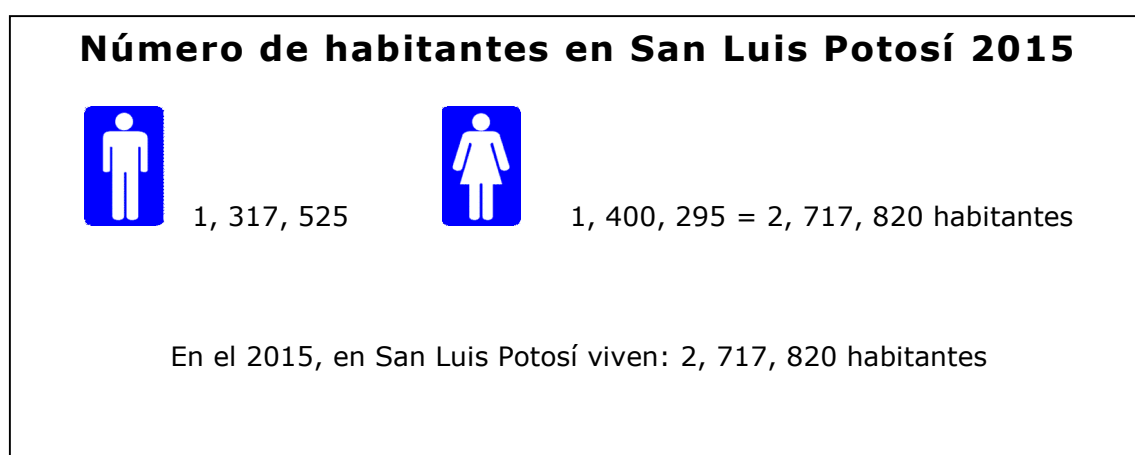 Número de habitantes en San Luis Potosí 2015
1, 317, 525 1, 400, 295 = 2, 717, 820 habitantes
En el 2015, en San Luis Potosí viven: 2, 717, 820 habitantes